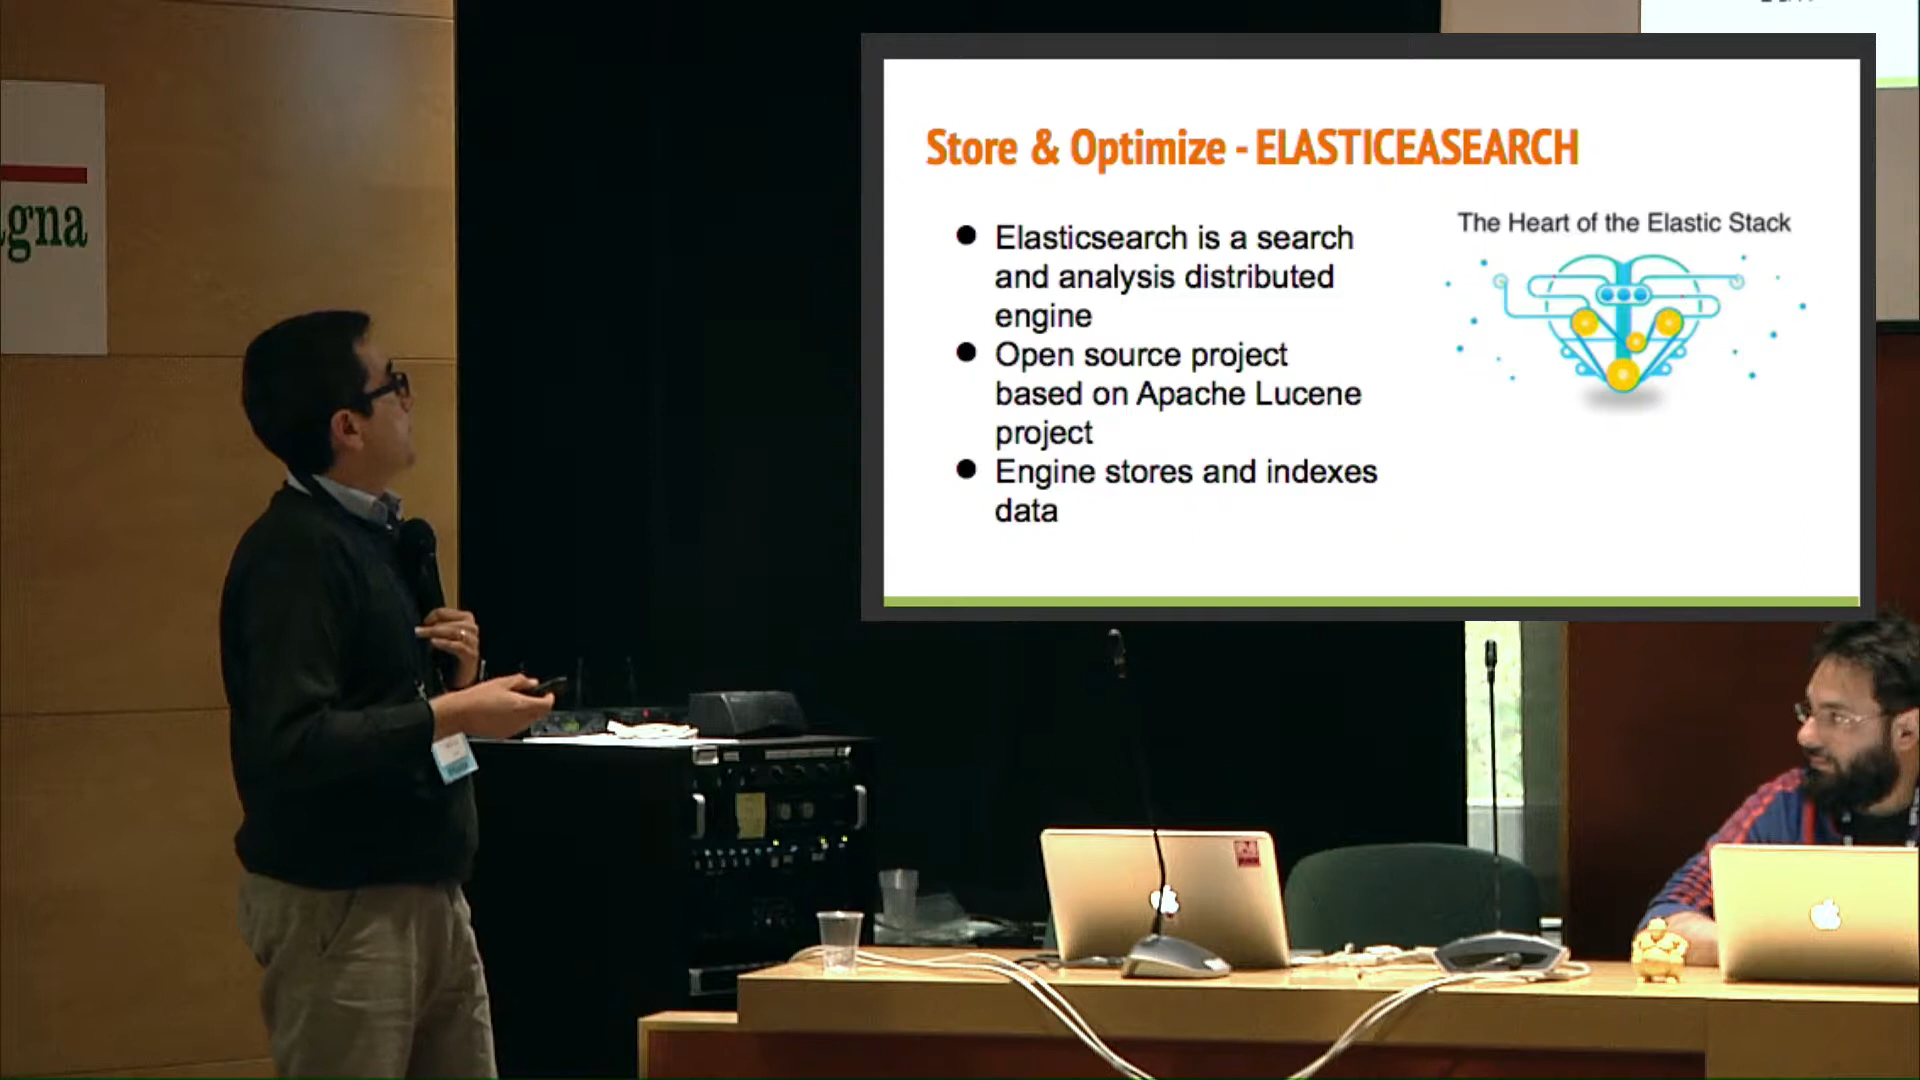 agna
Store & Optimize - ELASTICEASEARCH
The Heart of the Elastic Stack
Elasticsearch is a search
and analysis distributed
engine
Open source project
based on Apache Lucene
project
Engine stores and indexes
data